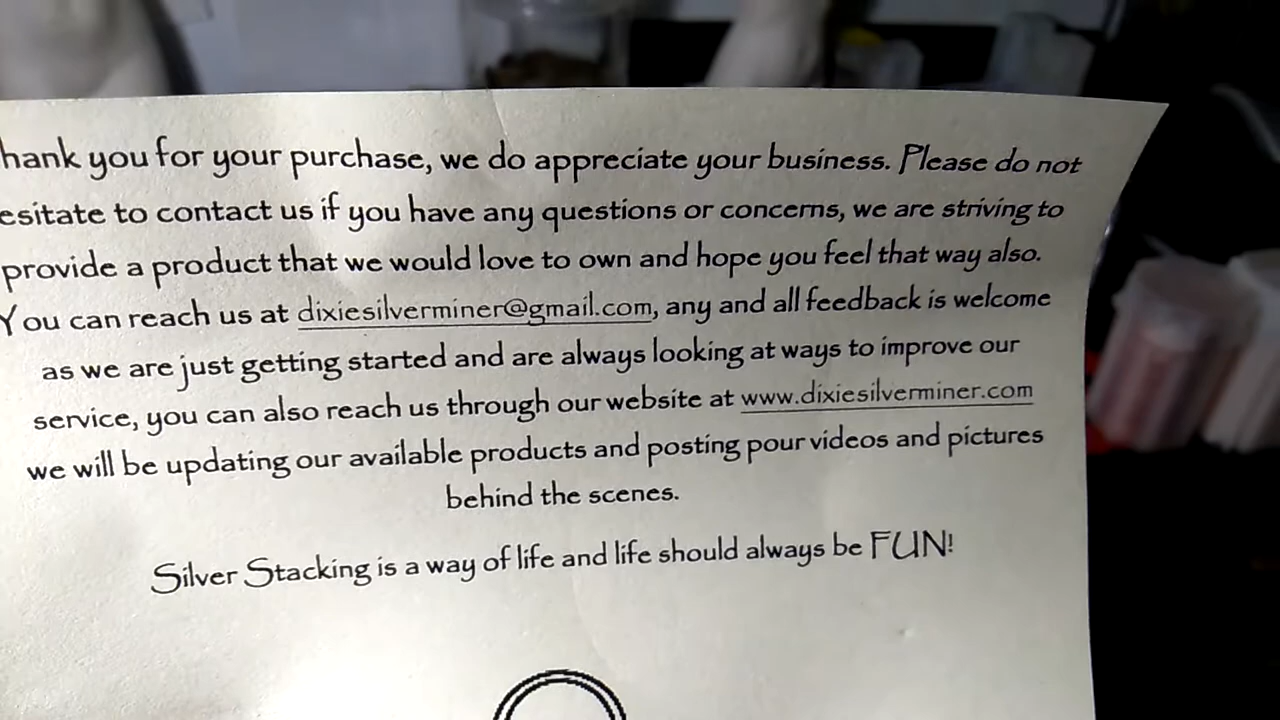 hank you for your purchase, we do appreciate your business. Please do not
esitate to contact us if you have any questions or concerns, we are striving to
provide a product that we would love to own and hope you feel that way also.
You can reach us at dixiesilverminer@gmail.com, any and all feedback is welcome
as we are just getting started and are always looking at ways to improve our
service, you can also reach us through our website at www.dixiesilverminer.com
we will be updating our available products and posting pour videos and pictures
behind the scenes.
Silver Stacking is a way of life and life should always be FUN!